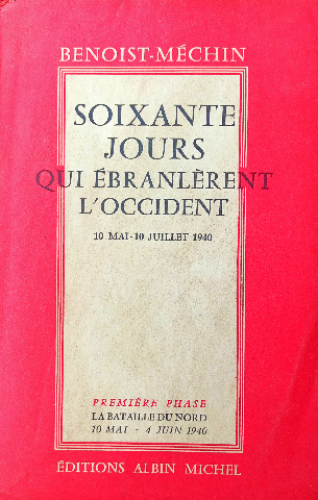 BENOIST-MÉCHIN
SOIXANTE
JOURS
QUI ÉBRANLÈRENT
L'OCCIDENT
10 MAI-10 JUILLET 1940
PREMIÈRE PHASE
LA BATAILLE DU NORD
10 MAI - 4 JUIN 1940
ÉDITIONS ALBIN MICHEL